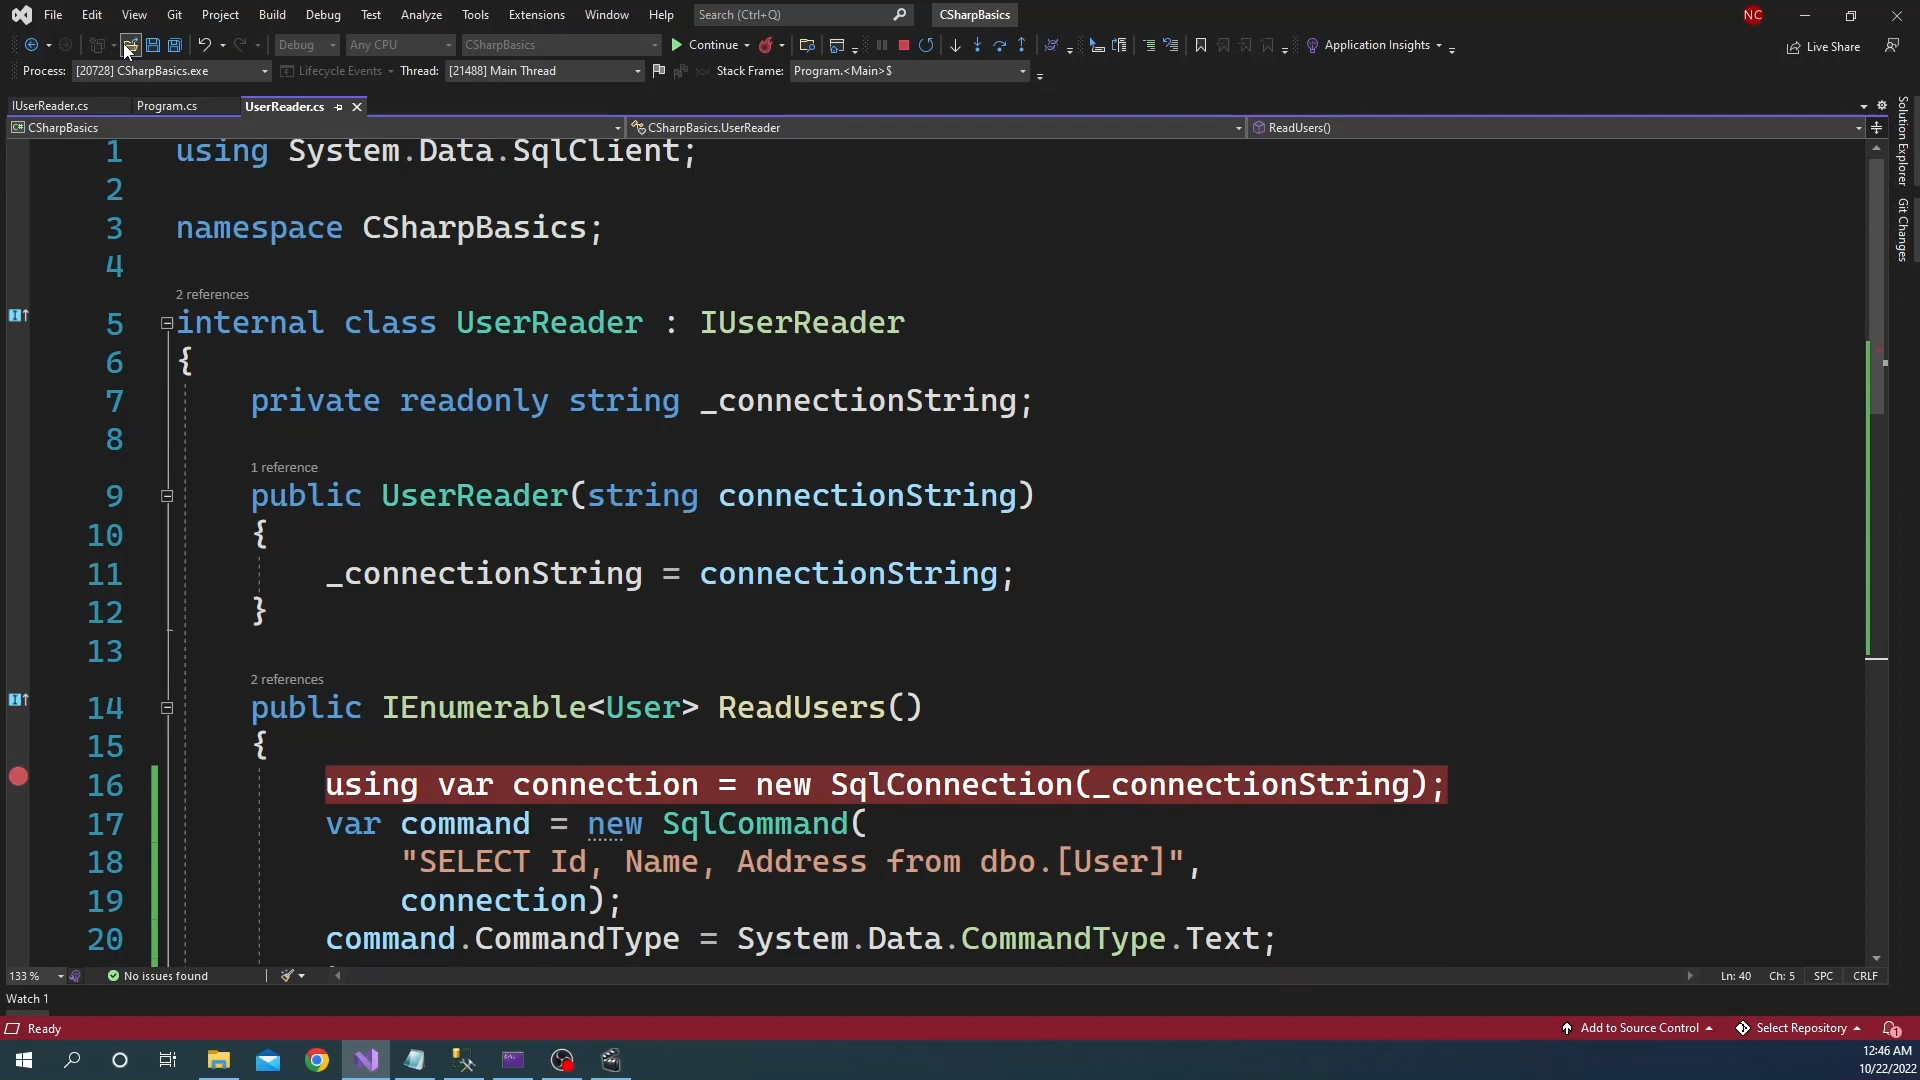 File Edit View Git Project Build Debug Test Analyze Tools Extensions Window Help Search (Ctrl+Q) CSharpBasics NC
Debug Any CPU CSharpBasics Continue Application Insights Live Share
Process: [20728] CSharpBasics.exe Lifecycle Events Thread: [21488] Main Thread Stack Frame: Program.<Main>$
IUserReader.cs Program.cs UserReader.cs
C# CSharpBasics CSharpBasics.UserReader ReadUsers()
Solution Explorer
Git Changes
1 using System.Data.SqlClient;
2
3 namespace CSharpBasics;
4
2 references
5 internal class UserReader : IUserReader
6 {
7 private readonly string _connectionString;
8
1 reference
9 public UserReader(string connectionString)
10 {
11 _connectionString = connectionString;
12 }
13
2 references
14 public IEnumerable<User> ReadUsers()
15 {
16 using var connection = new SqlConnection(_connectionString);
17 var command = new SqlCommand(
18 "SELECT Id, Name, Address from dbo.[User]",
19 connection);
20 command.CommandType = System.Data.CommandType.Text;
133 % No issues found Ln: 40 Ch: 5 SPC CRLF
Watch 1
Ready Add to Source Control Select Repository 1
12:46 AM
10/22/2022